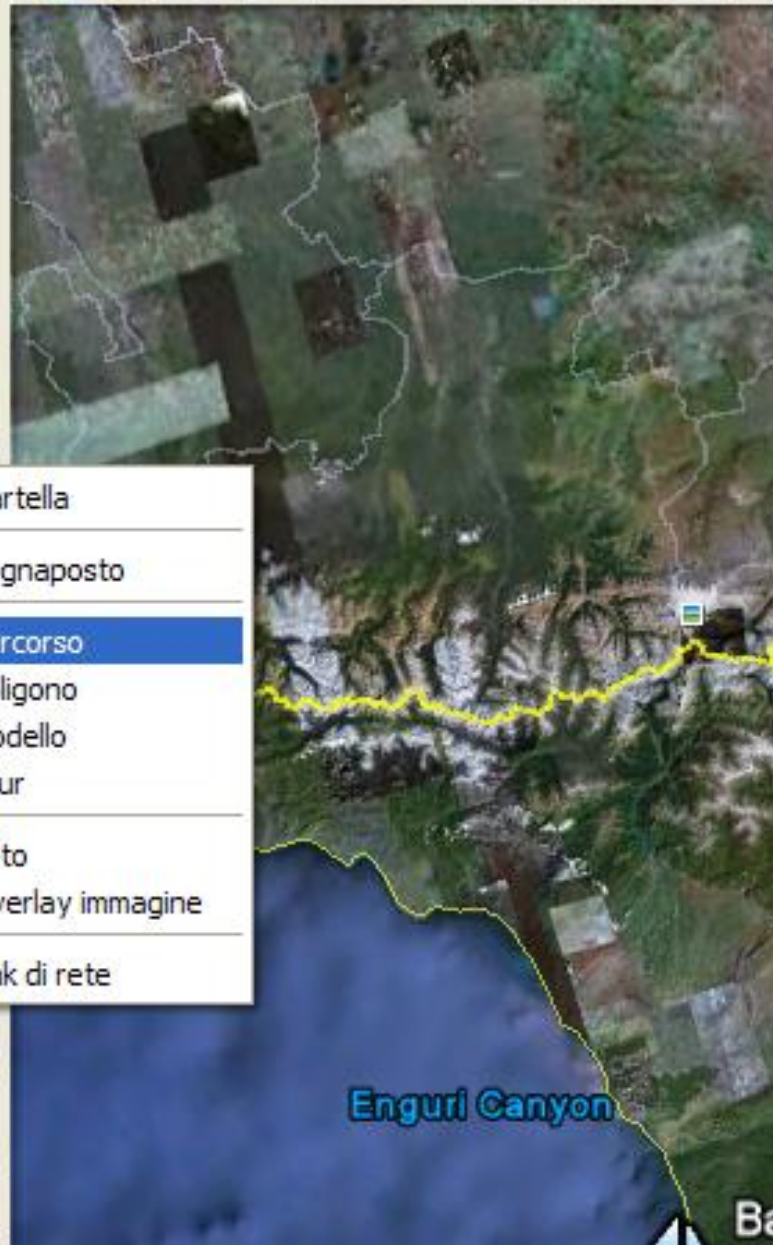 rtella
gnaposto
rcorso
ligono
odello
ur
to
verlay immagine
k di rete
Enguri Canyon
Ba